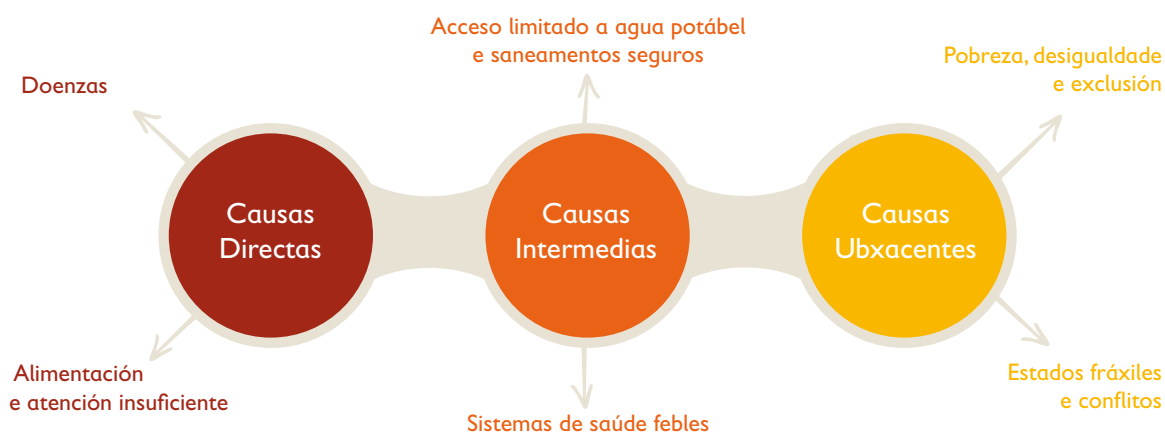 Acceso limitado a agua potábel
e saneamentos seguros
Pobreza, desigualdade
e exclusión
Doenzas
Causas
Directas
Causas
Intermedias
Causas
Ubxacentes
Alimentación
e atención insuficiente
Estados fráxiles
e conflitos
Sistemas de saúde febles